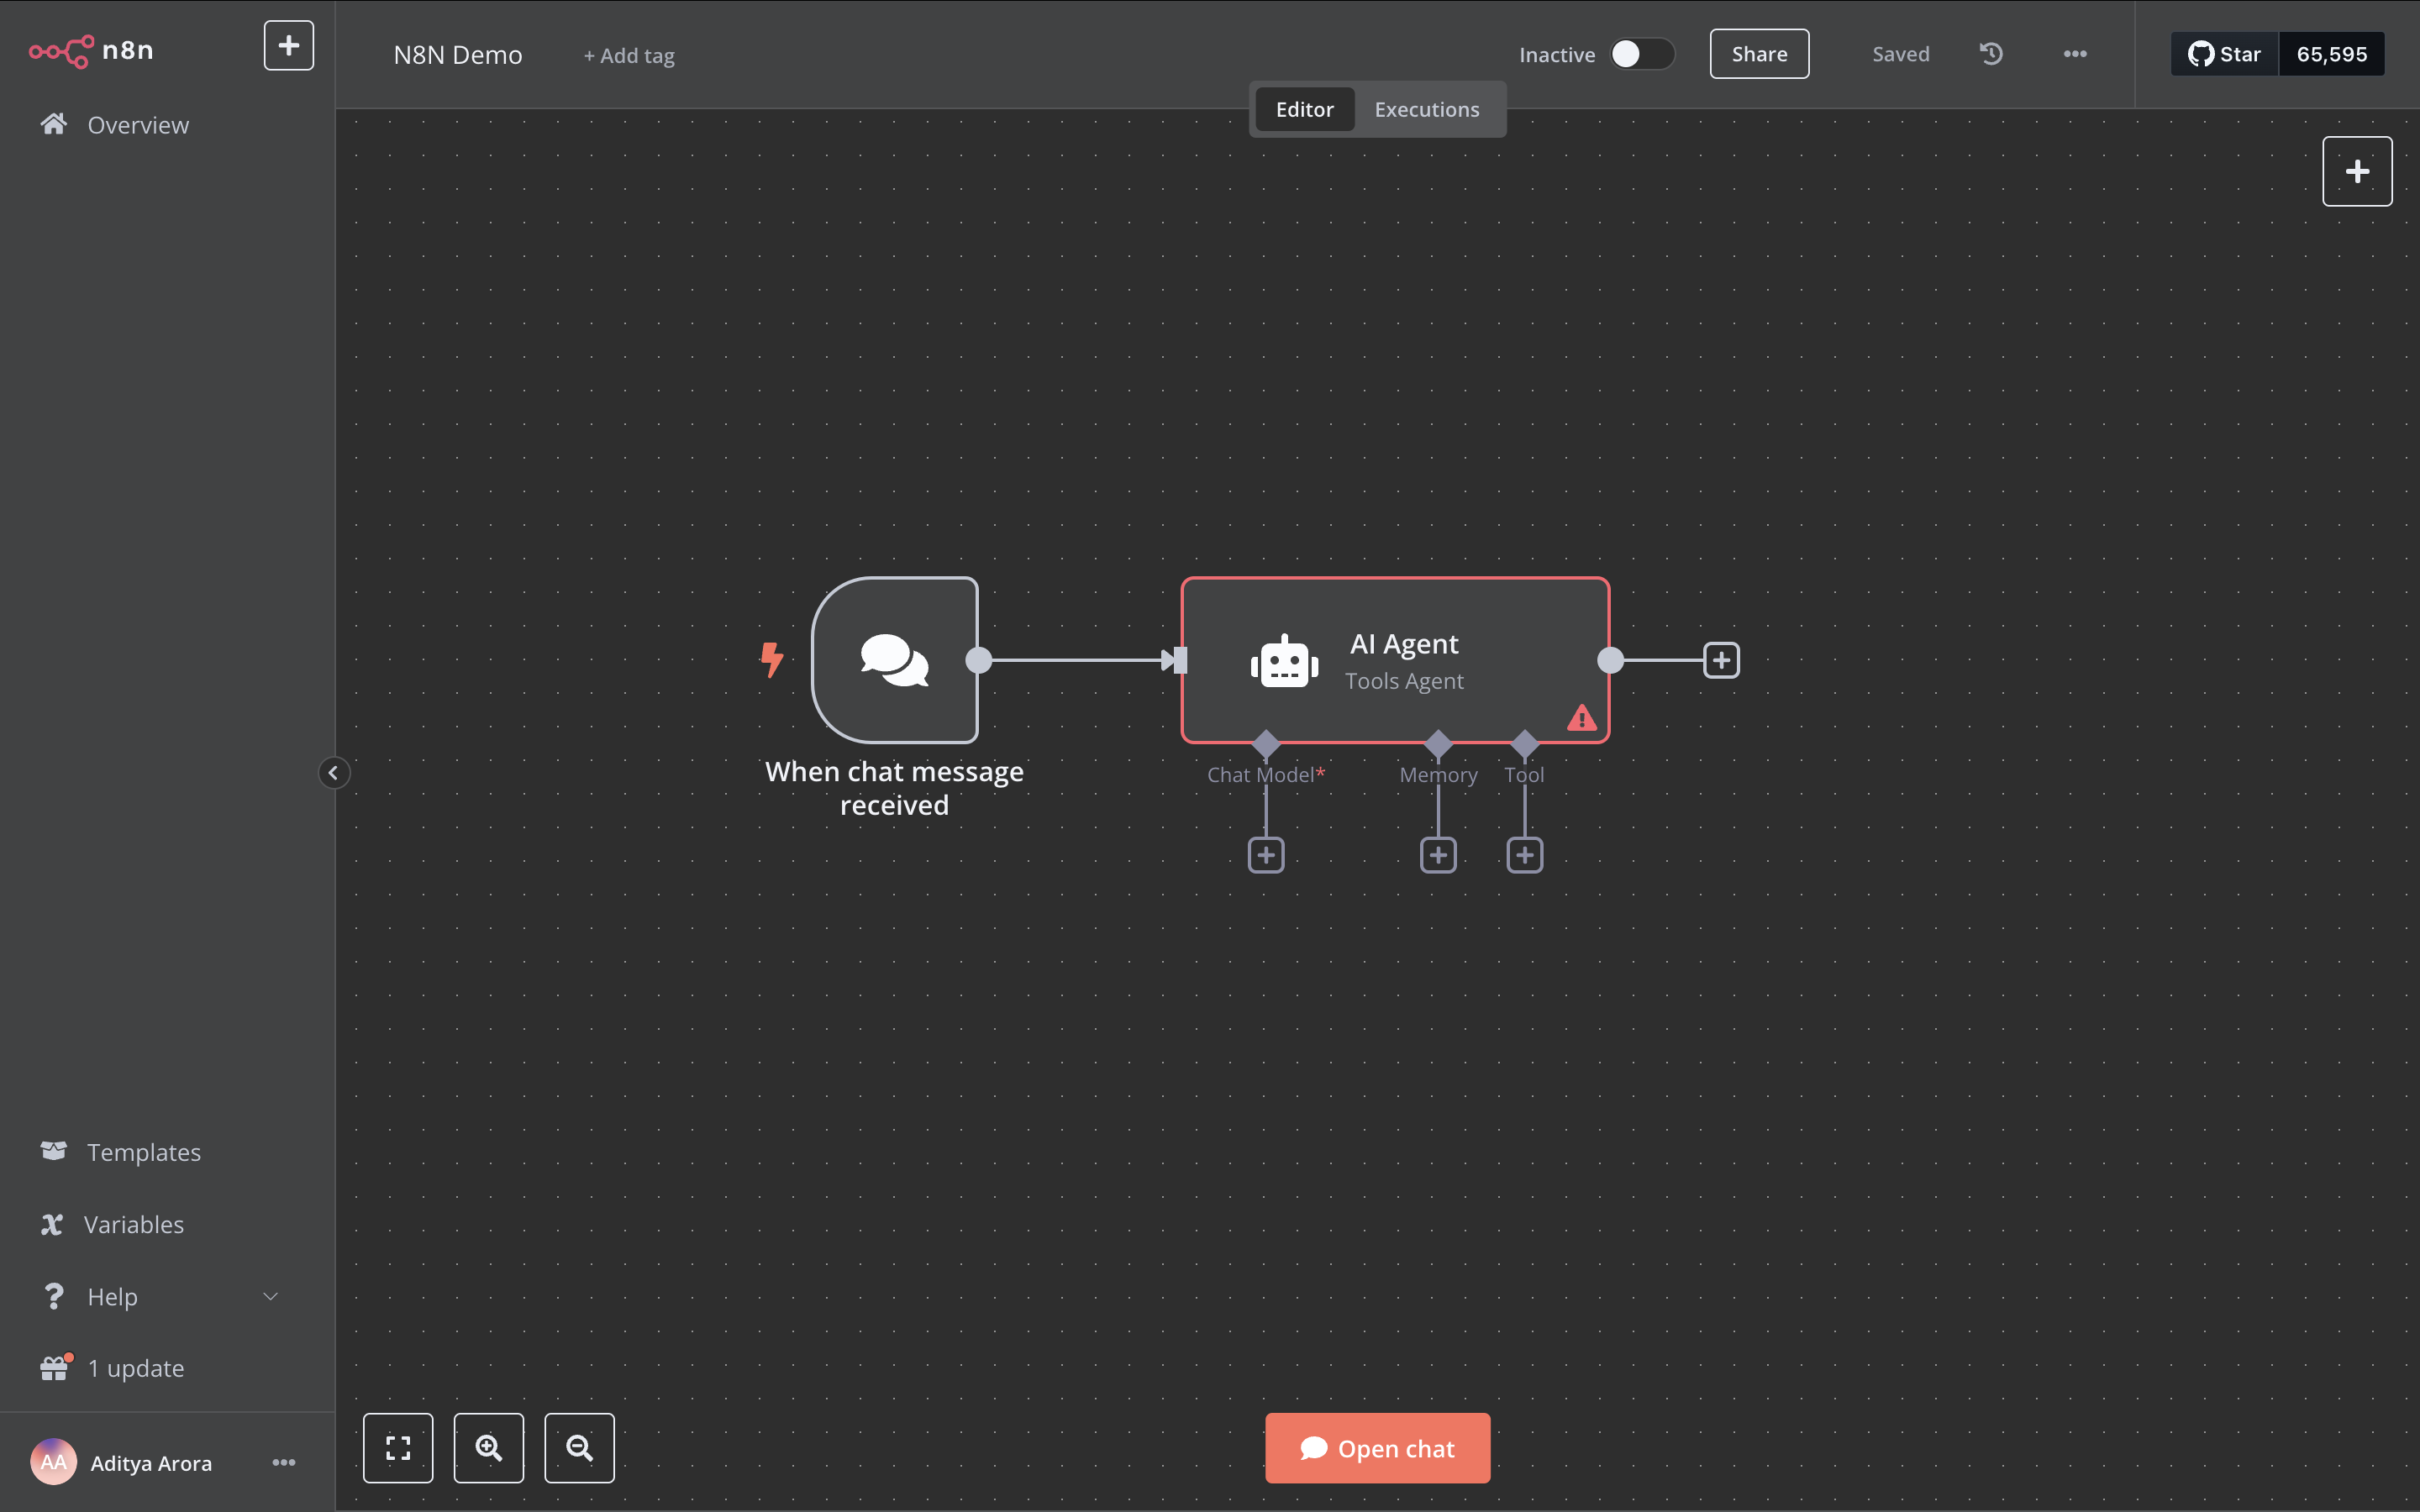 n8n
Overview
Templates
Variables
Help
1 update
AA
Aditya Arora
N8N Demo
+ Add tag
Inactive
Share
Saved
Star
65,595
Editor
Executions
When chat message
received
AI Agent
Tools Agent
Chat Model*
Memory
Tool
Open chat